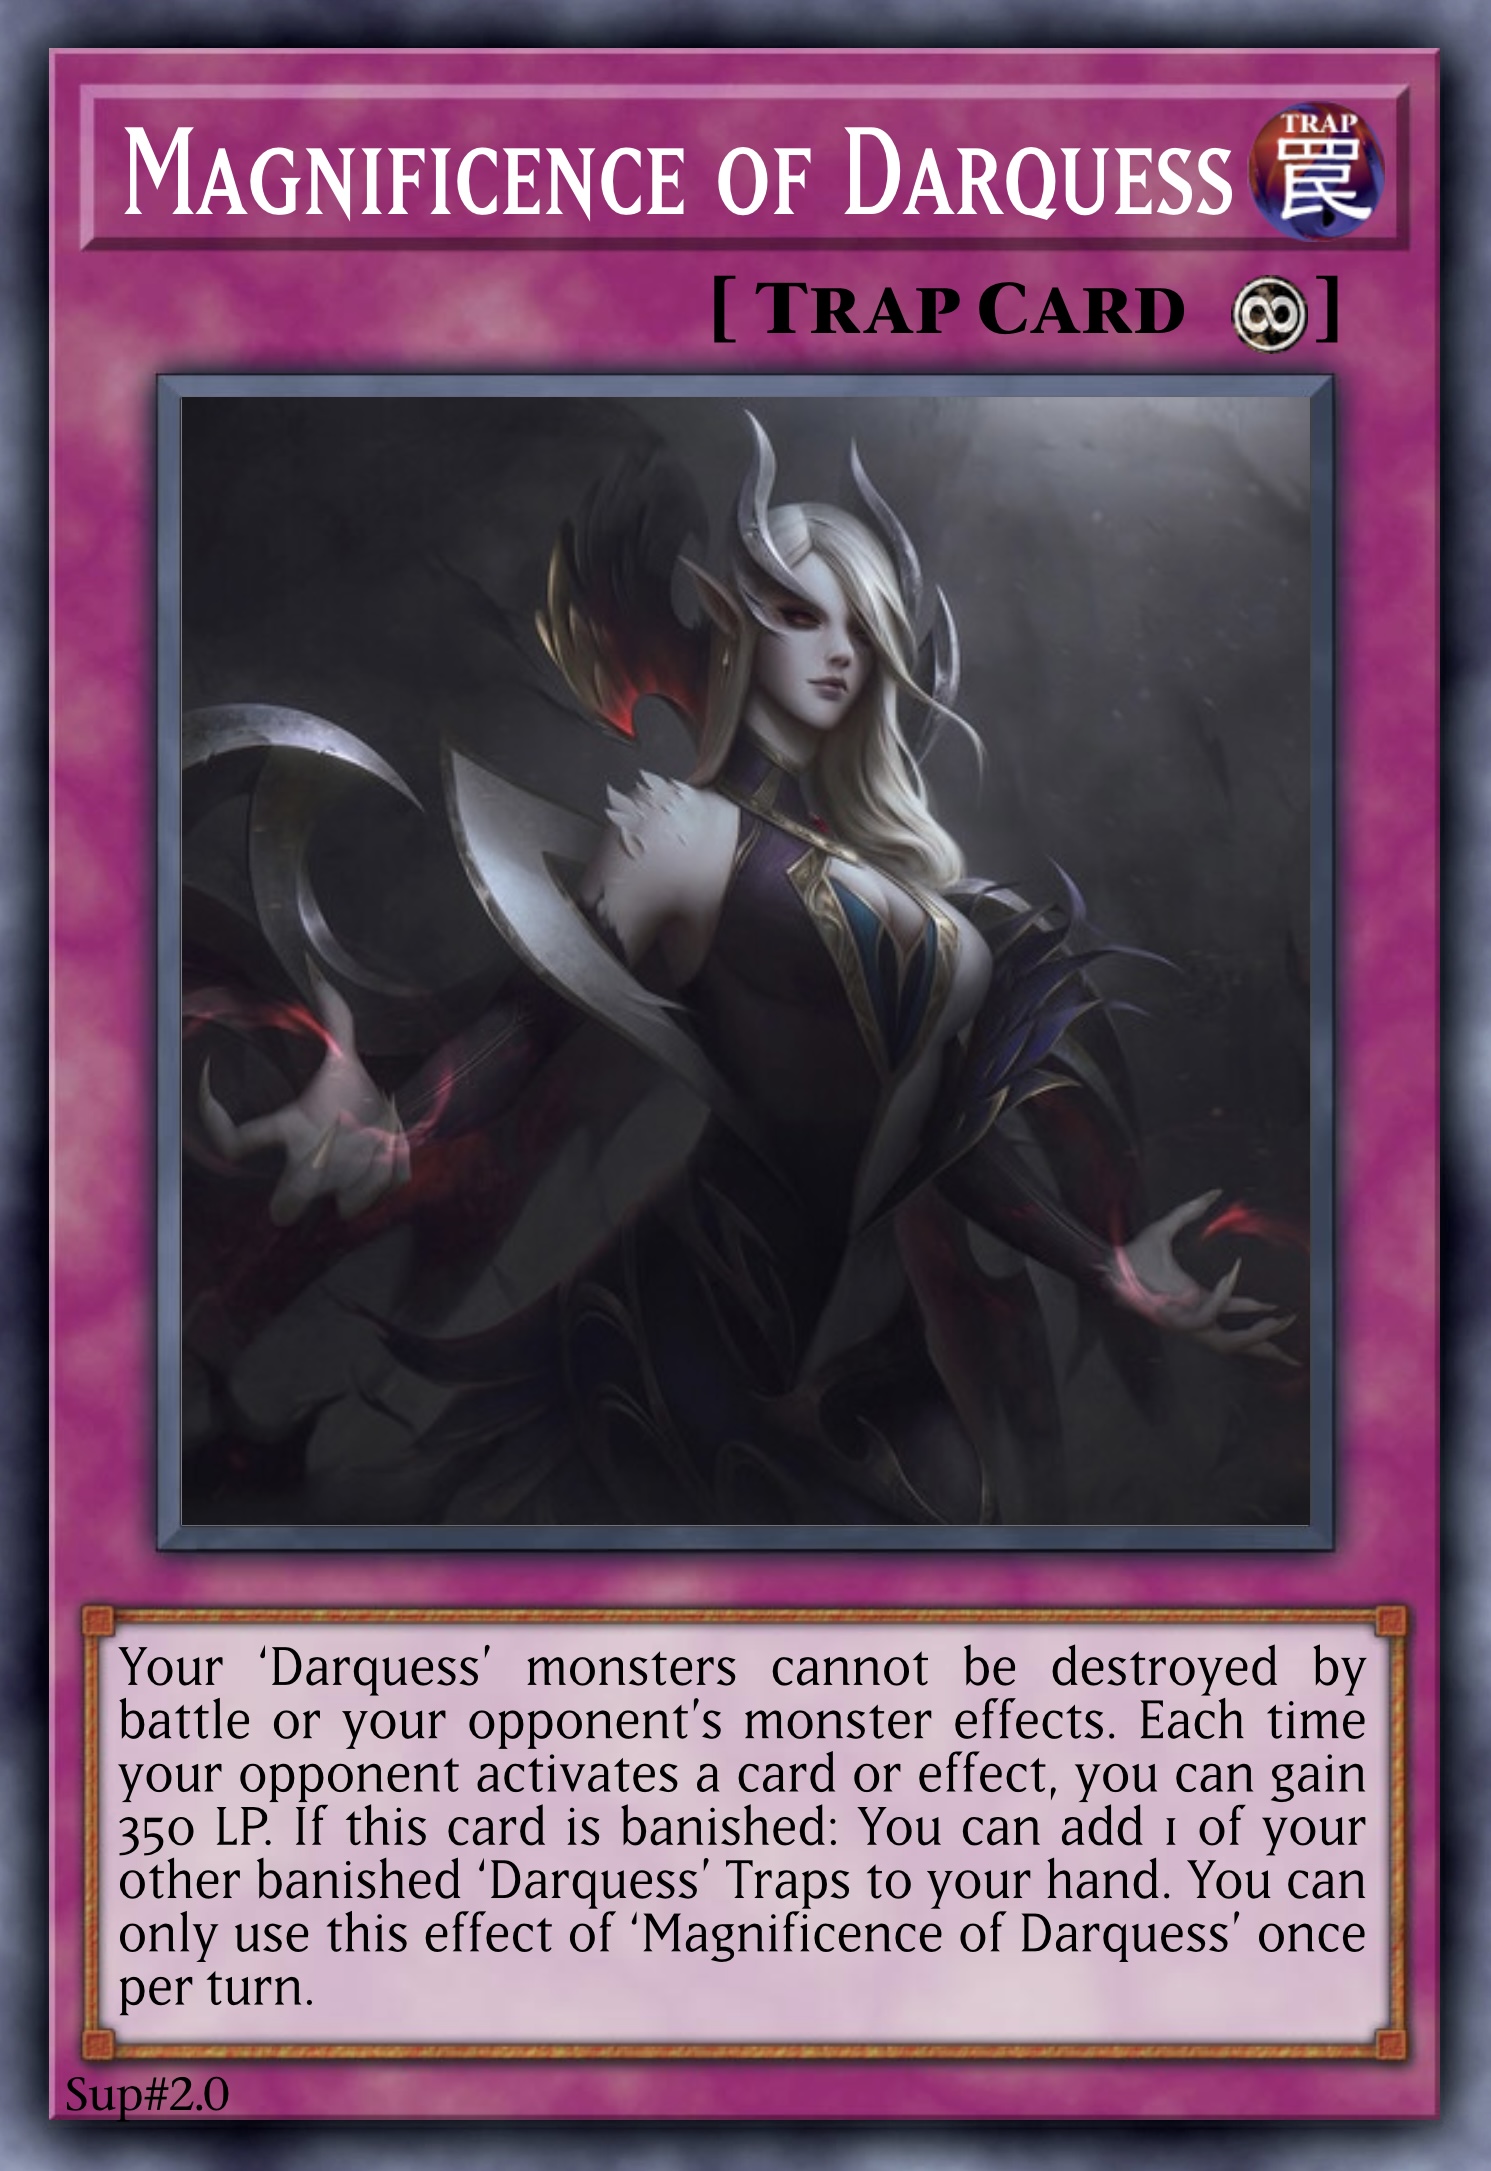 Magnificence of Darquess
TRAP
罠
[ Trap Card ]
Your ‘Darquess’ monsters cannot be destroyed by
battle or your opponent's monster effects. Each time
your opponent activates a card or effect, you can gain
350 LP. If this card is banished: You can add 1 of your
other banished ‘Darquess’ Traps to your hand. You can
only use this effect of ‘Magnificence of Darquess’ once
per turn.
Sup#2.0